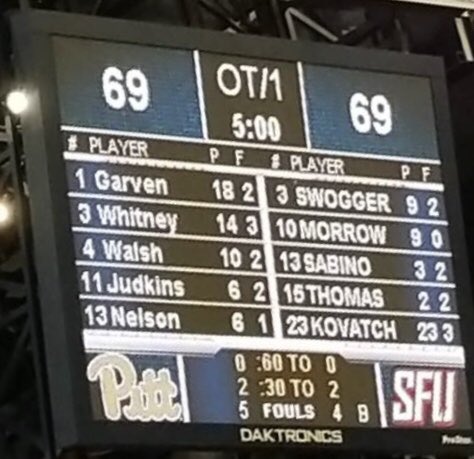 69 OT/1 69
5:00
# PLAYER P F # PLAYER P F
1 Garven 18 2 3 SWOGGER 9 2
3 Whitney 14 3 10 MORROW 9 0
4 Walsh 10 2 13 SABINO 3 2
11 Judkins 6 2 15 THOMAS 2 2
13 Nelson 6 1 23 KOVATCH 23 3
0 :60 TO 0
Pitt 2 :30 TO 2 SFU
5 FOULS 4 B
DAKTRONICS ProStar